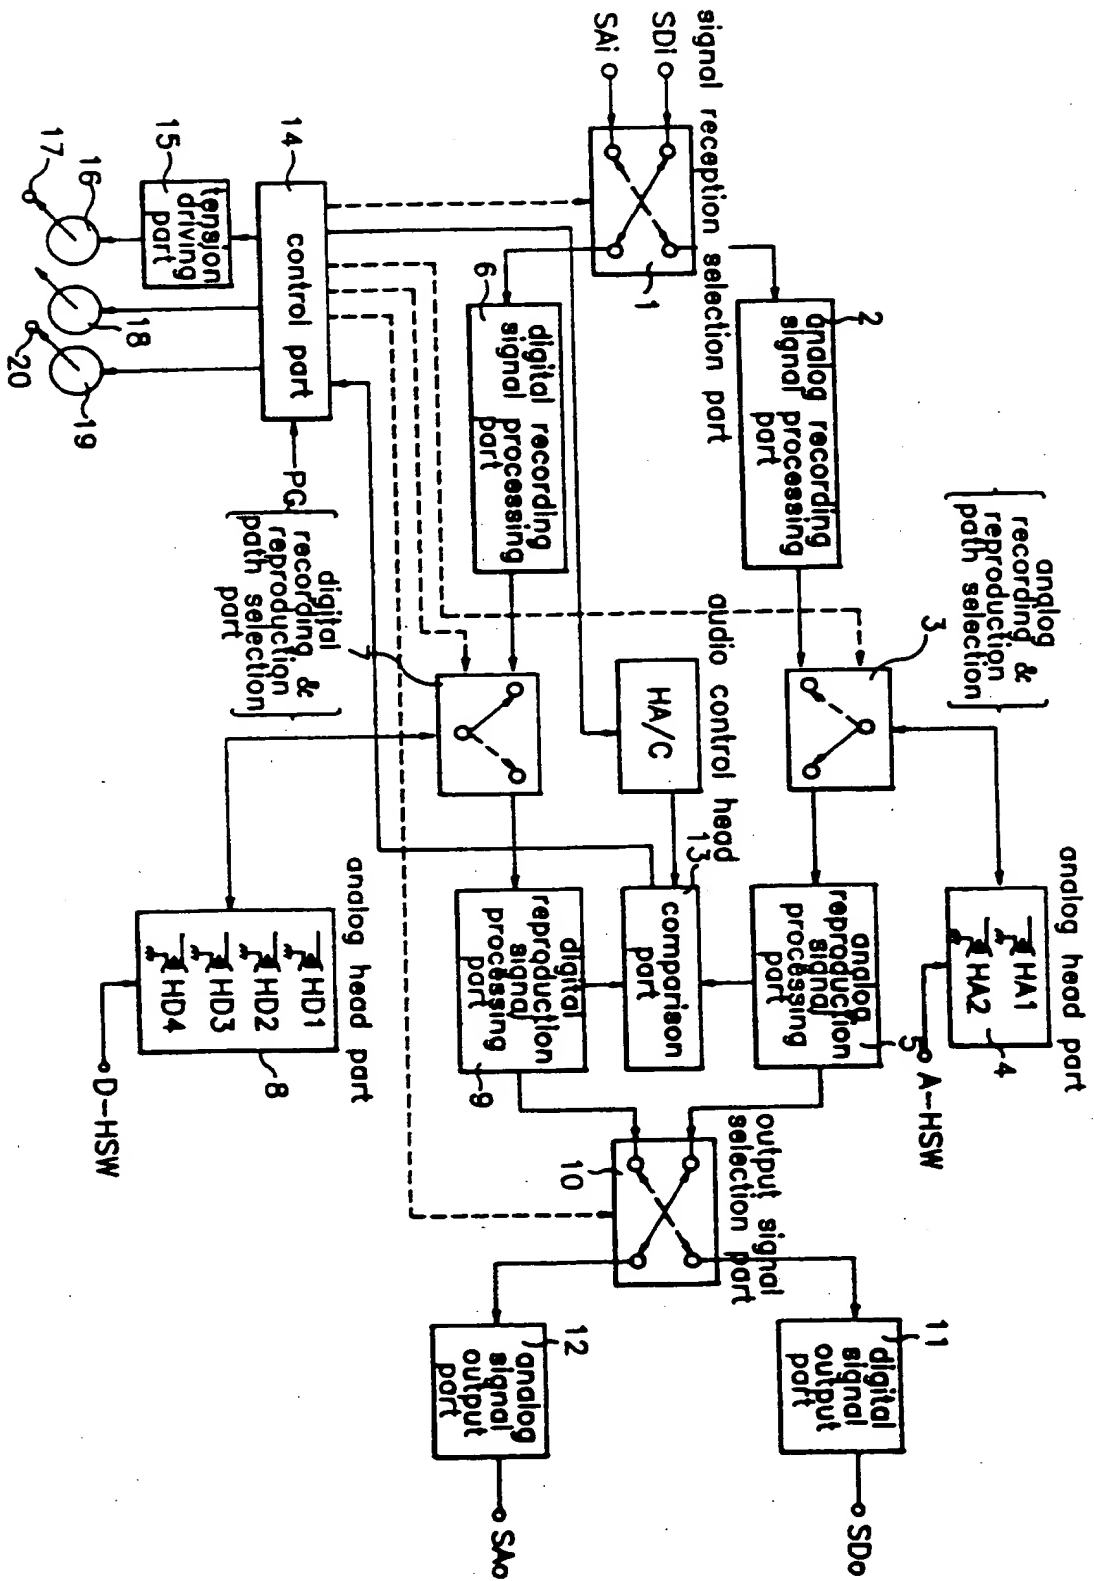 signal reception selection part
SDi
SAi
1
2
analog recording
signal processing
part
analog
recording &
reproduction
path selection
3
analog head part
HA1
HA2
4
A-HSW
5
analog
reproduction
signal
processing
part
6
digital recording
signal processing
part
audio control head
HA/C
13
comparison
part
output signal
selection part
10
11
digital
signal
output
part
SDo
digital
recording &
reproduction
path selection
part
digital
reproduction
signal
processing
part
9
12
analog
signal
output
part
SAo
14
control part
PG
analog head part
HD1
HD2
HD3
HD4
8
D-HSW
15
tension
driving
part
16
17
18
19
20